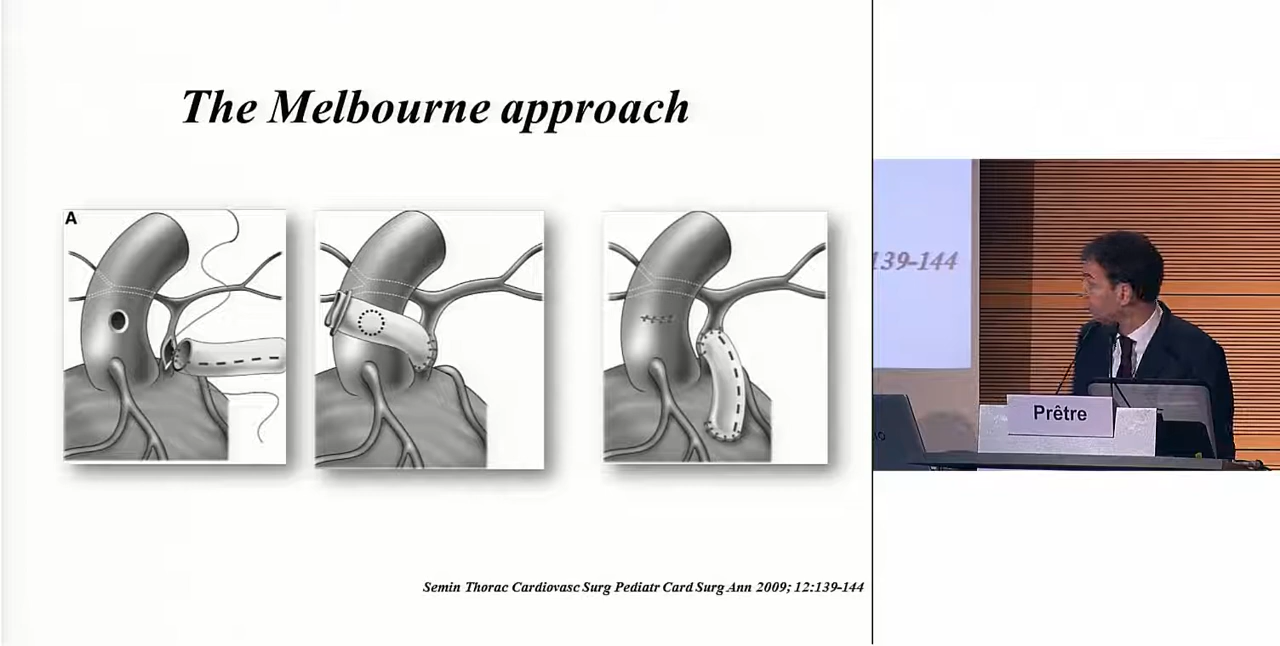 The Melbourne approach
A
Semin Thorac Cardiovasc Surg Pediatr Card Surg Ann 2009; 12:139-144
139-144
Prêtre